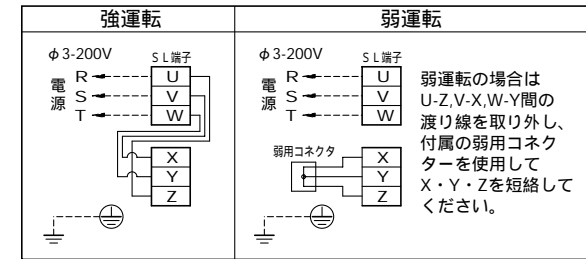 強運転
弱運転
φ3-200V
SL端子
電源
R
S
T
U
V
W
X
Y
Z
φ3-200V
SL端子
電源
R
S
T
U
V
W
弱用コネクタ
X
Y
Z
弱運転の場合は
U-Z,V-X,W-Y間の
渡り線を取り外し、
付属の弱用コネク
ターを使用して
X・Y・Zを短絡して
ください。